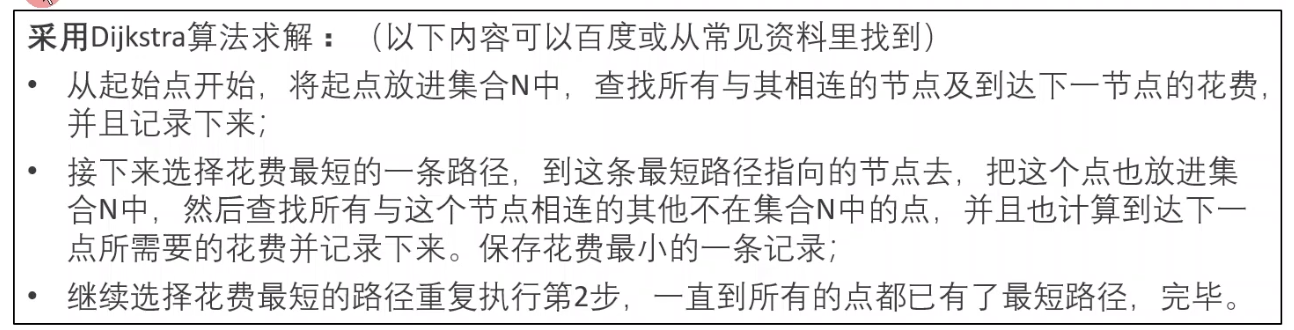 采用Dijkstra算法求解：（以下内容可以百度或从常见资料里找到）
• 从起始点开始，将起点放进集合N中，查找所有与其相连的节点及到达下一节点的花费，
并且记录下来；
• 接下来选择花费最短的一条路径，到这条最短路径指向的节点去，把这个点也放进集
合N中，然后查找所有与这个节点相连的其他不在集合N中的点，并且也计算到达下一
点所需要的花费并记录下来。保存花费最小的一条记录；
• 继续选择花费最短的路径重复执行第2步，一直到所有的点都已有了最短路径，完毕。